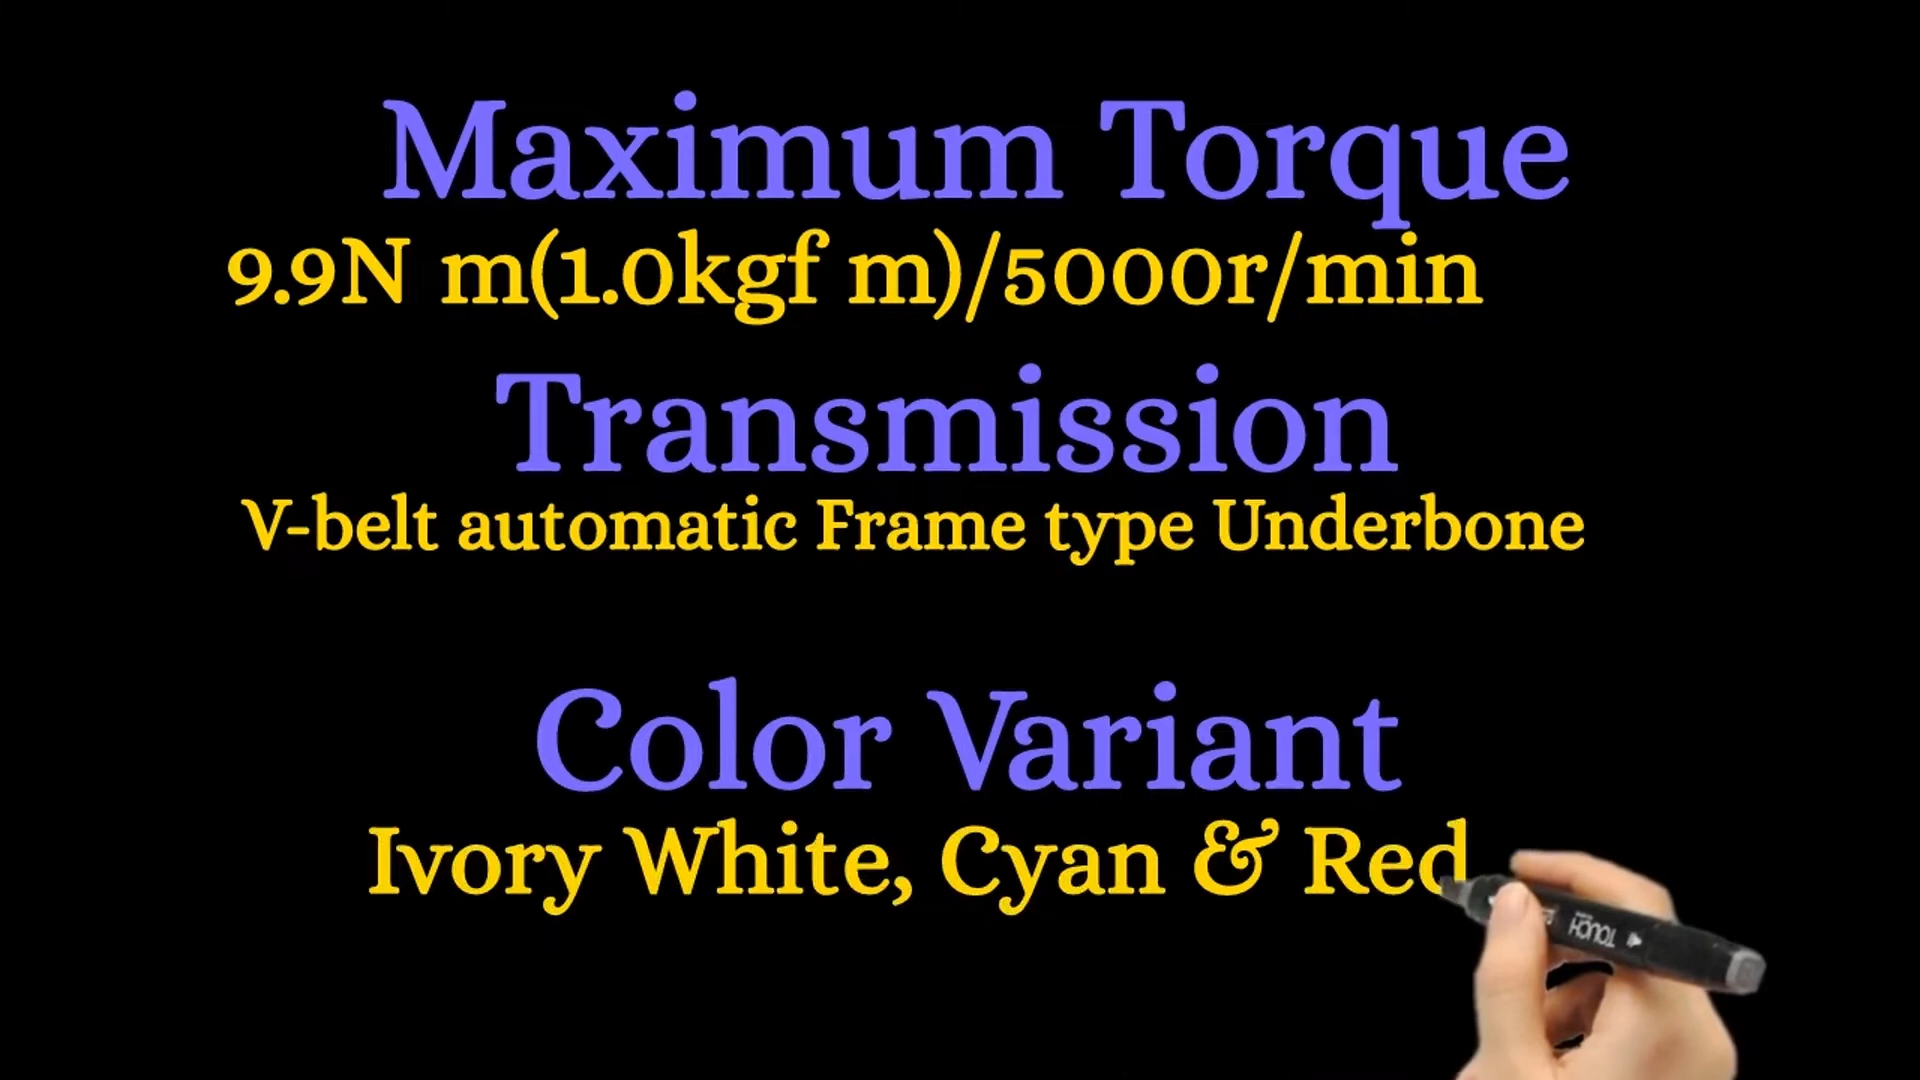 Maximum Torque
9.9N m(1.0kgf m)/5000r/min
Transmission
V-belt automatic Frame type Underbone
Color Variant
Ivory White, Cyan & Red
TOUCH